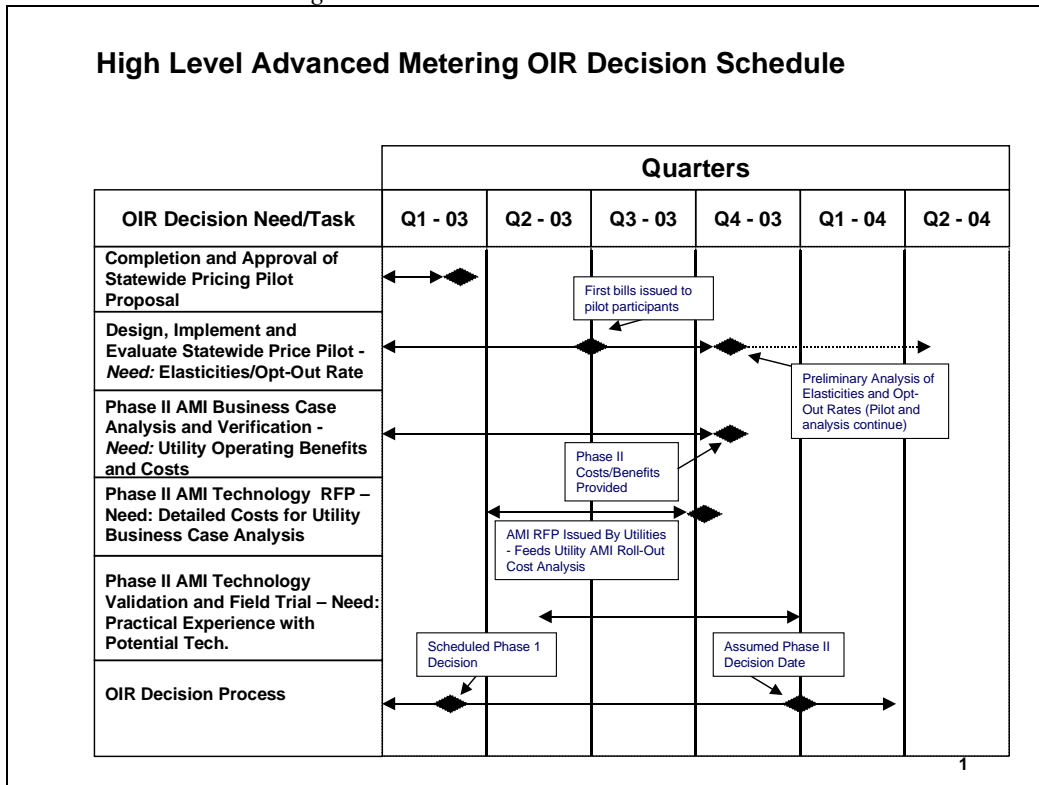 High Level Advanced Metering OIR Decision Schedule
Quarters
OIR Decision Need/Task
Q1 - 03
Q2 - 03
Q3 - 03
Q4 - 03
Q1 - 04
Q2 - 04
Completion and Approval of
Statewide Pricing Pilot
Proposal
First bills issued to
pilot participants
Design, Implement and
Evaluate Statewide Price Pilot -
Need: Elasticities/Opt-Out Rate
Preliminary Analysis of
Elasticities and Opt-
Out Rates (Pilot and
analysis continue)
Phase II AMI Business Case
Analysis and Verification -
Need: Utility Operating Benefits
and Costs
Phase II
Costs/Benefits
Provided
Phase II AMI Technology RFP –
Need: Detailed Costs for Utility
Business Case Analysis
AMI RFP Issued By Utilities
- Feeds Utility AMI Roll-Out
Cost Analysis
Phase II AMI Technology
Validation and Field Trial – Need:
Practical Experience with
Potential Tech.
Scheduled Phase 1
Decision
Assumed Phase II
Decision Date
OIR Decision Process
1